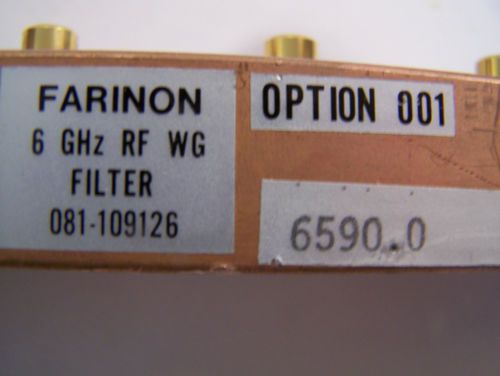 FARINON
6 GHz RF WG
FILTER
081-109126
OPTION 001
6590.0